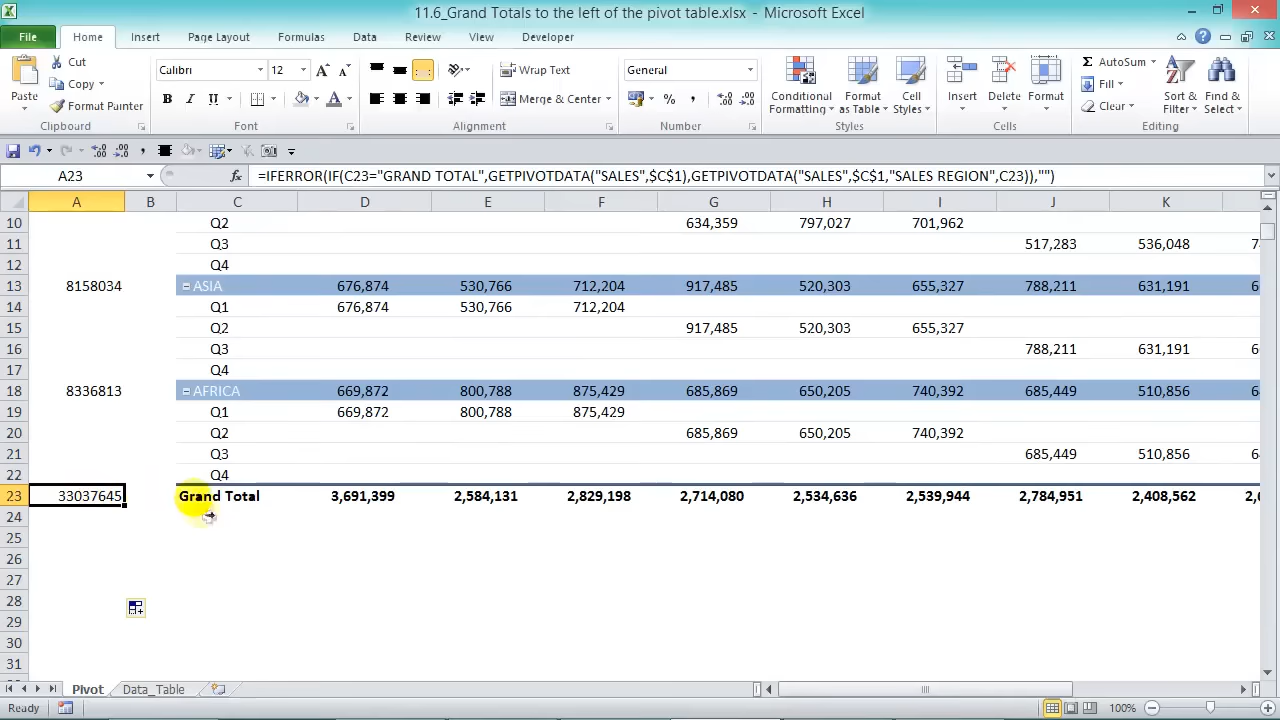 11.6_Grand Totals to the left of the pivot table.xlsx - Microsoft Excel
File Home Insert Page Layout Formulas Data Review View Developer
Paste Cut Copy Format Painter Clipboard
Calibri 12 B I U A A A Font
Wrap Text Merge & Center Alignment
General % , Number
Conditional Formatting Format as Table Cell Styles Styles
Insert Delete Format Cells
Σ AutoSum Fill Clear Sort & Filter Find & Select Editing
A23 fx =IFERROR(IF(C23="GRAND TOTAL",GETPIVOTDATA("SALES",$C$1),GETPIVOTDATA("SALES",$C$1,"SALES REGION",C23)),"")
A B C D E F G H I J K
10 Q2 634,359 797,027 701,962
11 Q3 517,283 536,048
12 Q4
13 8158034 ASIA 676,874 530,766 712,204 917,485 520,303 655,327 788,211 631,191
14 Q1 676,874 530,766 712,204
15 Q2 917,485 520,303 655,327
16 Q3 788,211 631,191
17 Q4
18 8336813 AFRICA 669,872 800,788 875,429 685,869 650,205 740,392 685,449 510,856
19 Q1 669,872 800,788 875,429
20 Q2 685,869 650,205 740,392
21 Q3 685,449 510,856
22 Q4
23 33037645 Grand Total 3,691,399 2,584,131 2,829,198 2,714,080 2,534,636 2,539,944 2,784,951 2,408,562
24
25
26
27
28
29
30
31
Pivot Data_Table
Ready 100%